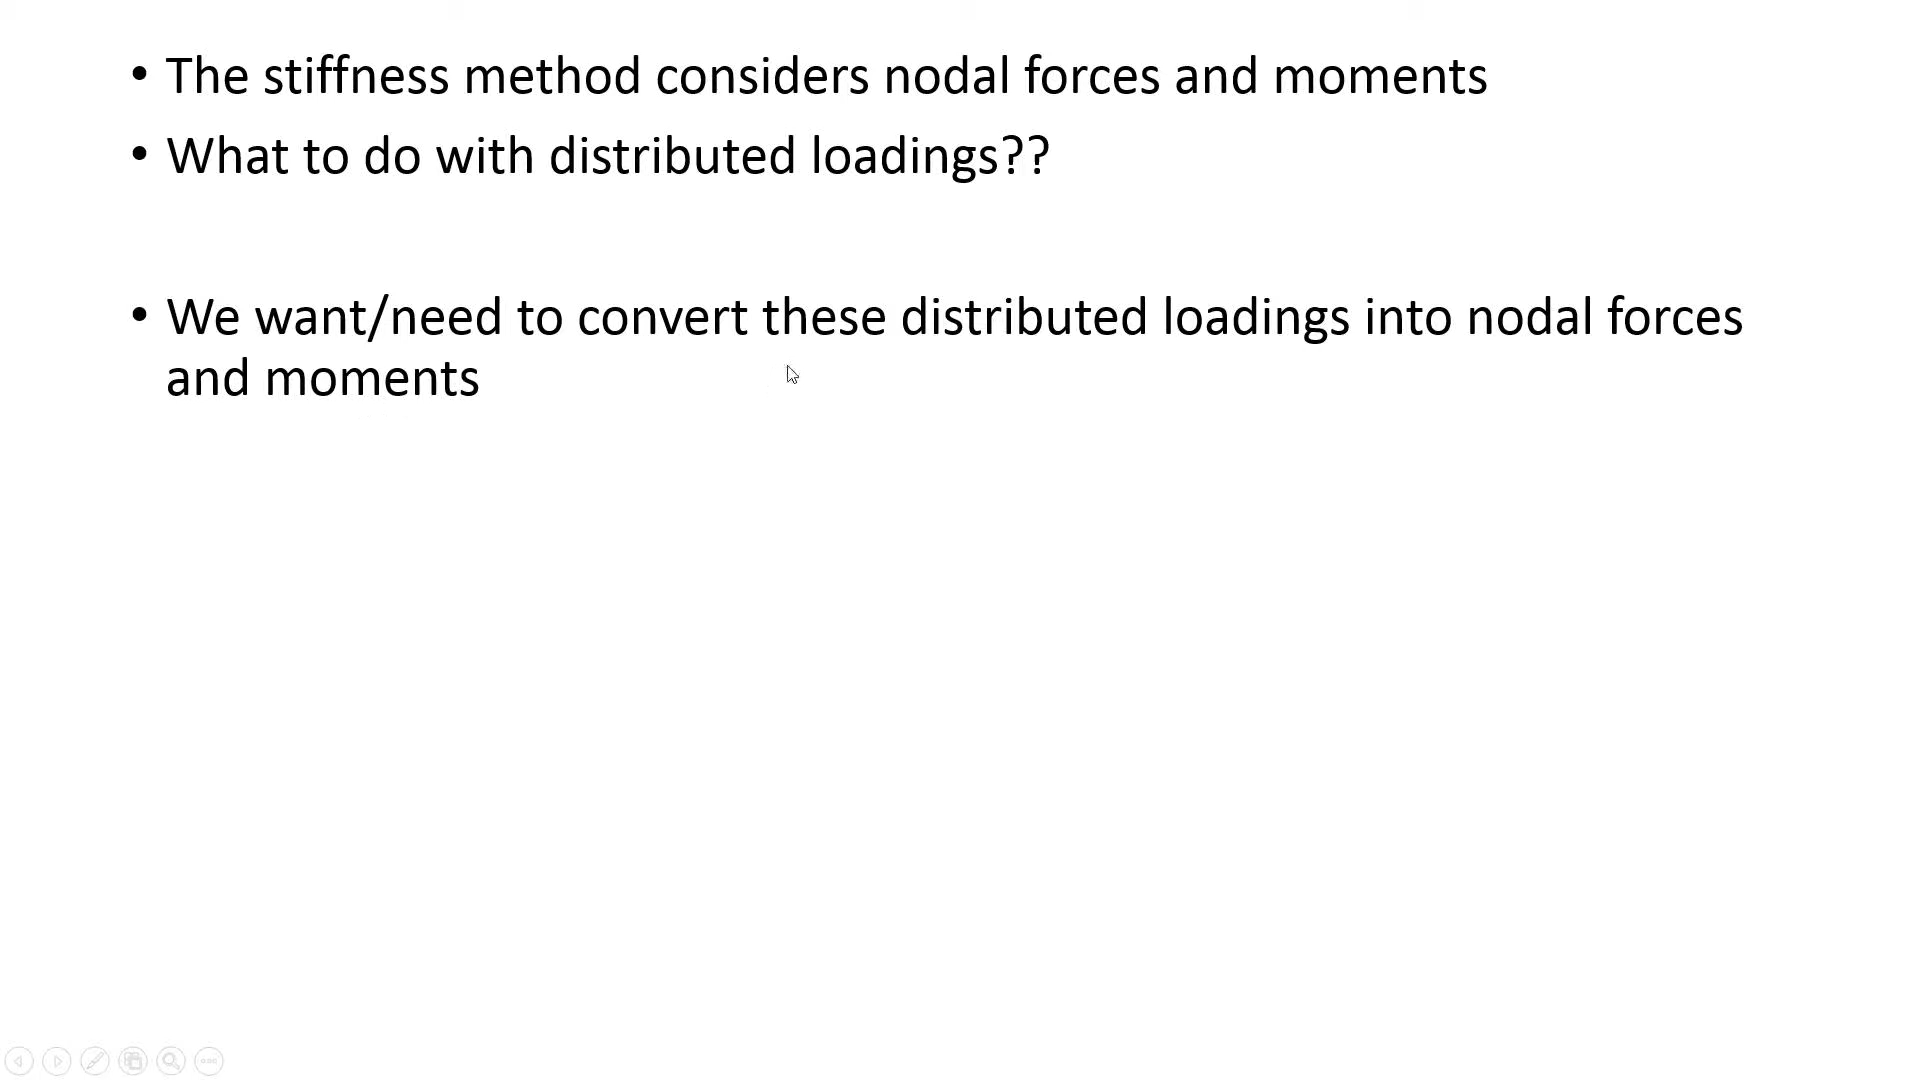 • The stiffness method considers nodal forces and moments
• What to do with distributed loadings??
• We want/need to convert these distributed loadings into nodal forces
and moments